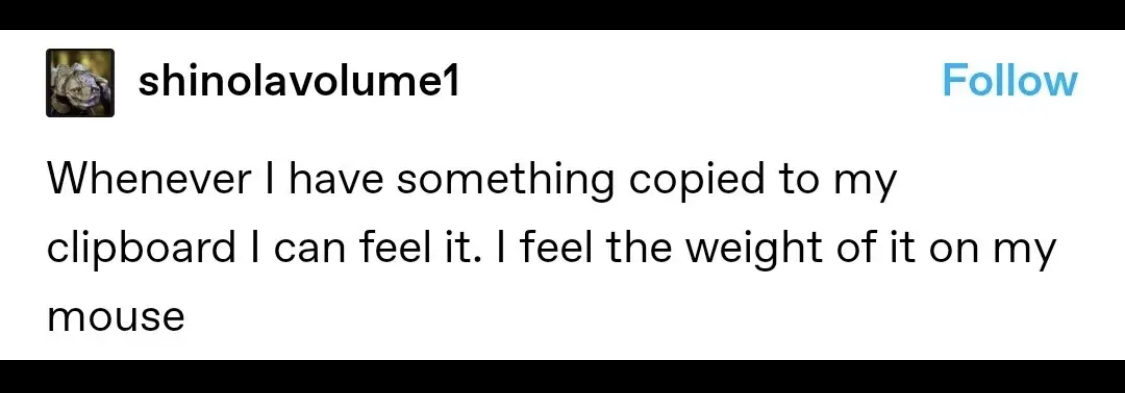 shinolavolume1 Follow
Whenever I have something copied to my
clipboard I can feel it. I feel the weight of it on my
mouse